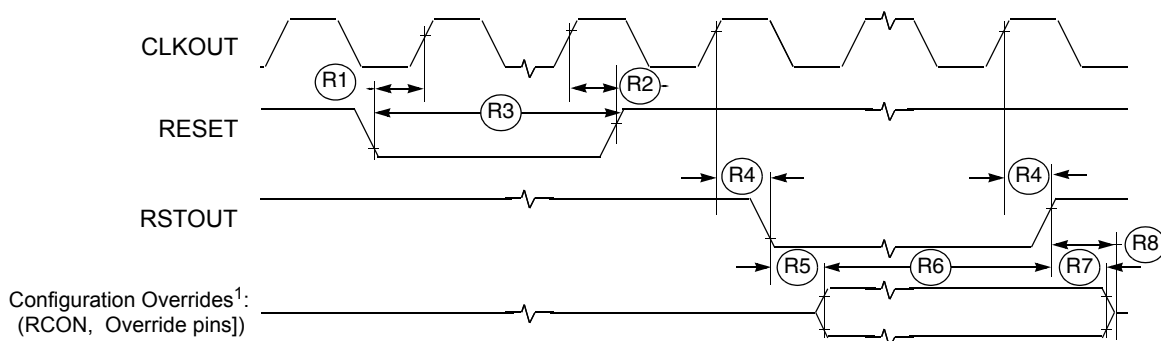 CLKOUT
R1
R2
R3
RESET
R4
R4
RSTOUT
R8
R5
R6
R7
Configuration Overrides1:
(RCON, Override pins])